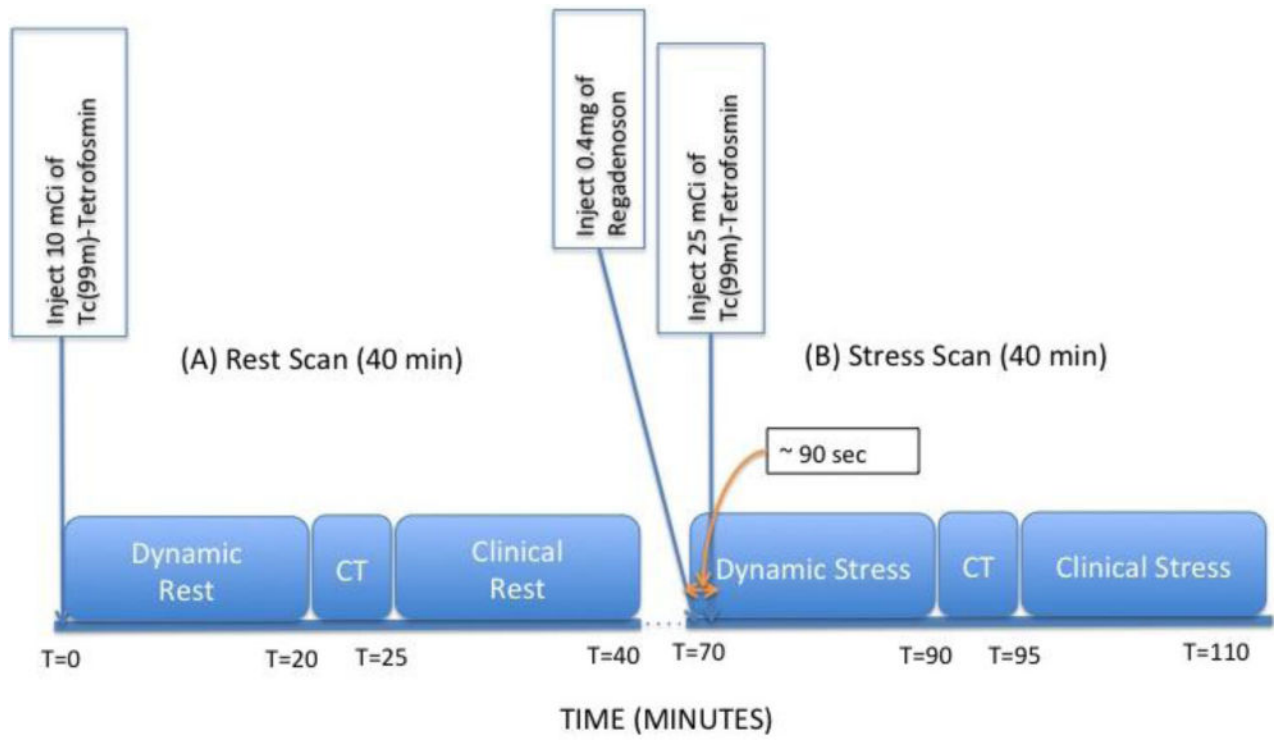 Inject 10 mCi of
Tc(99m)-Tetrofosmin
Inject 0.4mg of
Regadenoson
Inject 25 mCi of
Tc(99m)-Tetrofosmin
(A) Rest Scan (40 min)
(B) Stress Scan (40 min)
~ 90 sec
Dynamic
Rest
CT
Clinical
Rest
Dynamic Stress
CT
Clinical Stress
T=0
T=20
T=25
T=40
T=70
T=90
T=95
T=110
TIME (MINUTES)